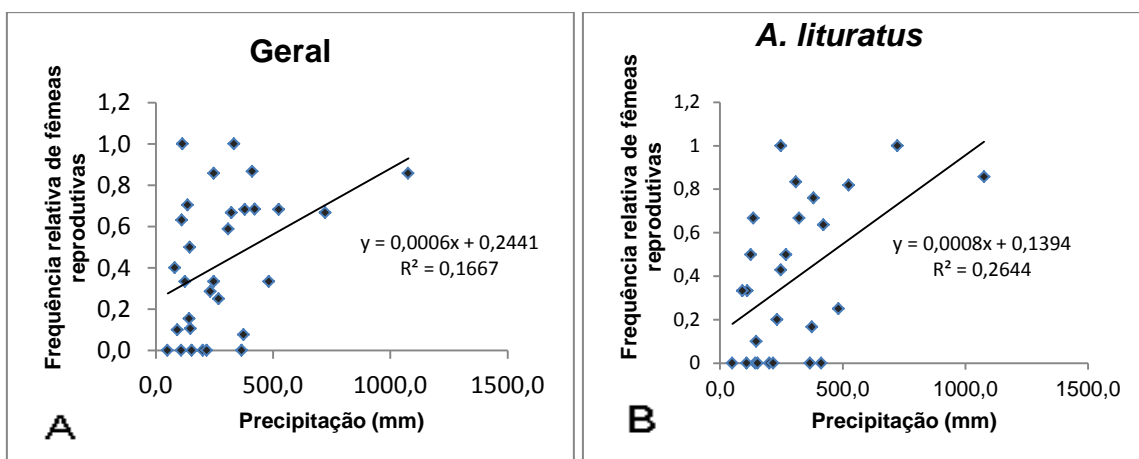 Geral
Frequência relativa de fêmeas
reprodutivas
1,2
1,0
0,8
0,6
0,4
0,2
0,0
y = 0,0006x + 0,2441
R² = 0,1667
0,0 500,0 1000,0 1500,0
Precipitação (mm)
A
A. lituratus
Frequência relativa de fêmeas
reprodutivas
1,2
1
0,8
0,6
0,4
0,2
0
y = 0,0008x + 0,1394
R² = 0,2644
0,0 500,0 1000,0 1500,0
Precipitação (mm)
B